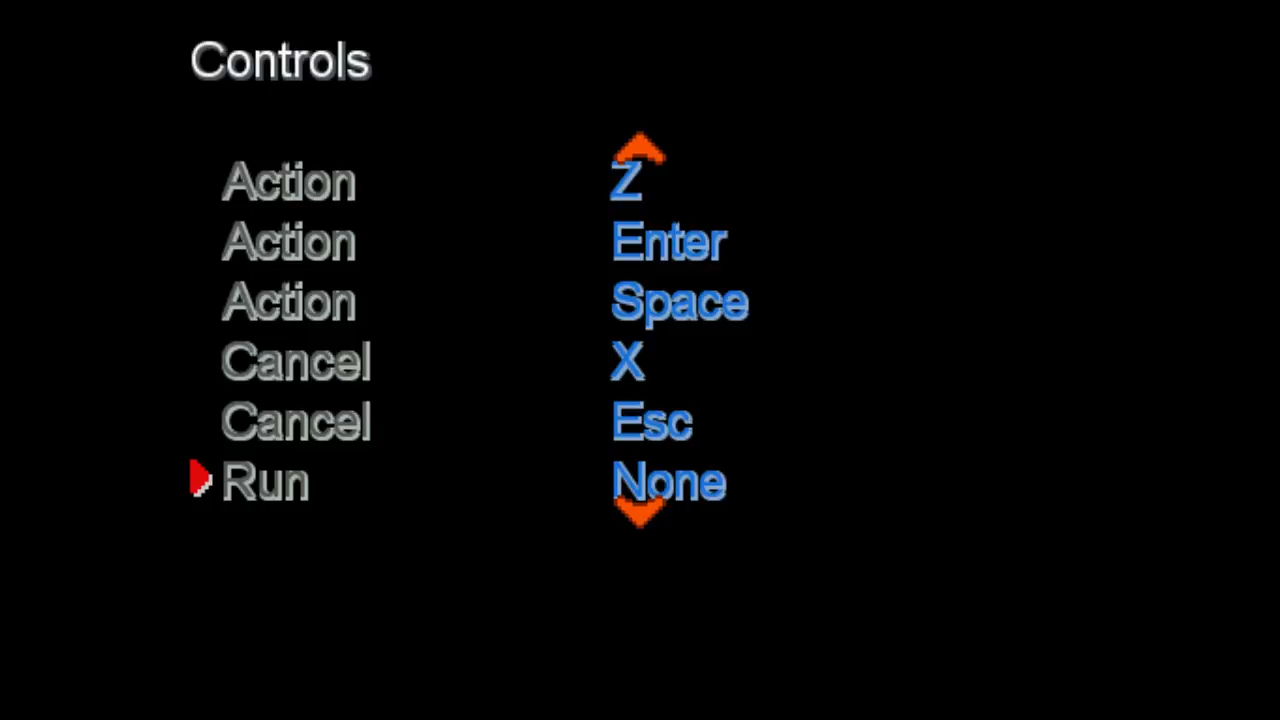 Controls
Action Z
Action Enter
Action Space
Cancel X
Cancel Esc
Run None